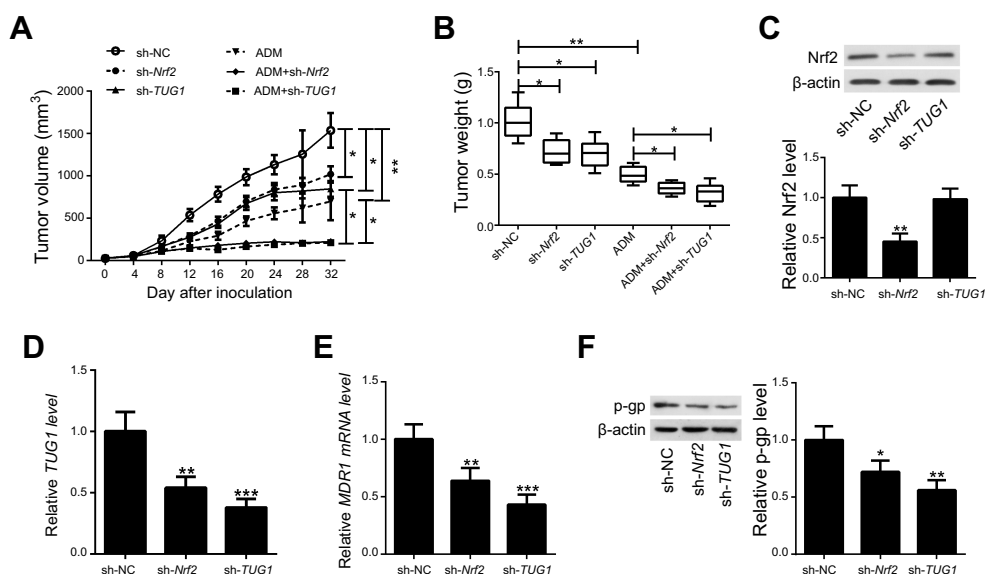 A
sh-NC
sh-Nrf2
sh-TUG1
ADM
ADM+sh-Nrf2
ADM+sh-TUG1
Tumor volume (mm³)
2000
1500
1000
500
0
0 4 8 12 16 20 24 28 32
Day after inoculation
* * **
* *
B
Tumor weight (g)
1.5
1.0
0.5
0.0
**
*
*
*
*
sh-NC
sh-Nrf2
sh-TUG1
ADM
ADM+sh-Nrf2
ADM+sh-TUG1
C
Nrf2
β-actin
sh-NC
sh-Nrf2
sh-TUG1
Relative Nrf2 level
1.5
1.0
0.5
0.0
**
sh-NC sh-Nrf2 sh-TUG1
D
Relative TUG1 level
1.5
1.0
0.5
0.0
**
***
sh-NC sh-Nrf2 sh-TUG1
E
Relative MDR1 mRNA level
1.5
1.0
0.5
0.0
**
***
sh-NC sh-Nrf2 sh-TUG1
F
p-gp
β-actin
sh-NC
sh-Nrf2
sh-TUG1
Relative p-gp level
1.5
1.0
0.5
0.0
*
**
sh-NC sh-Nrf2 sh-TUG1